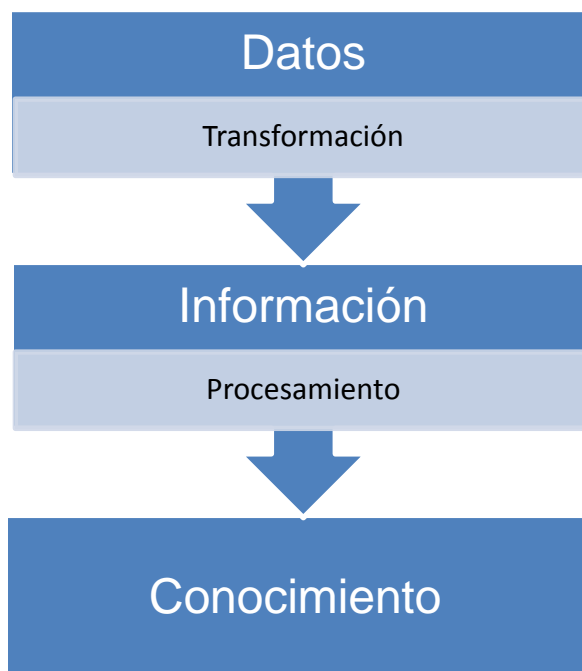 Datos
Transformación
Información
Procesamiento
Conocimiento